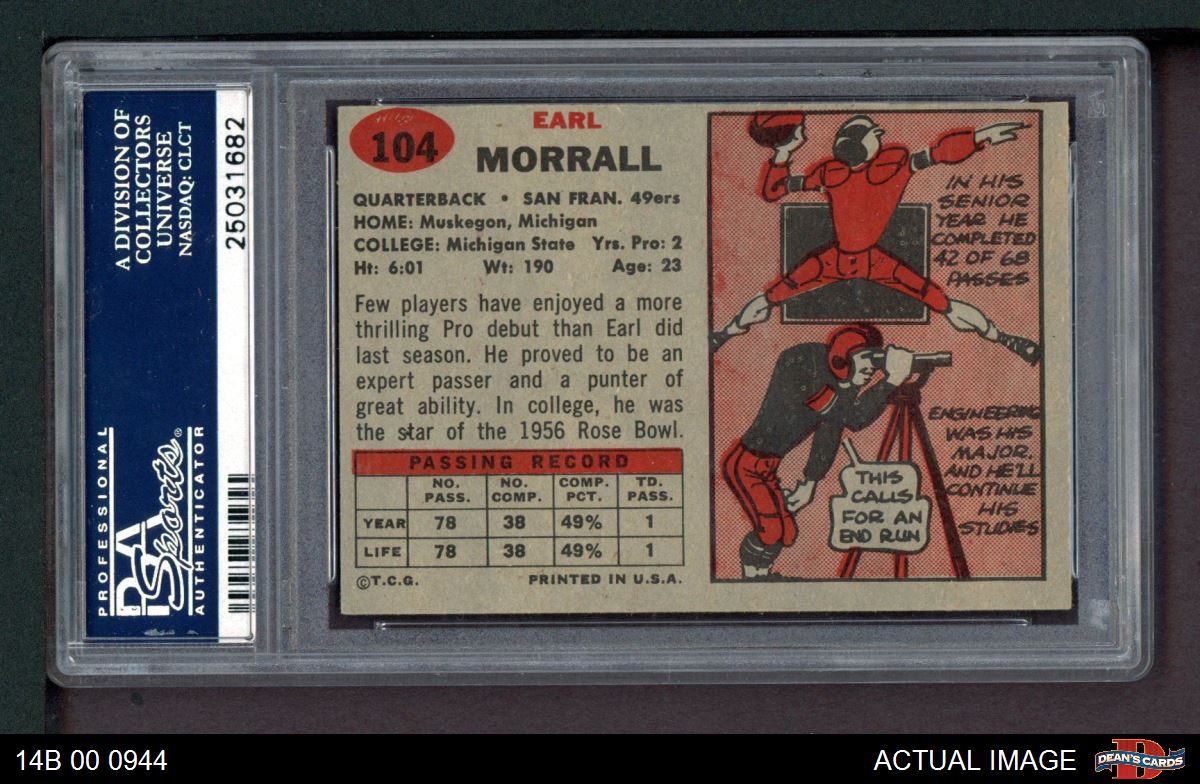 A DIVISION OF
COLLECTORS
UNIVERSE
NASDAQ: CLCT
25031682
PROFESSIONAL
PSA
Sports®
AUTHENTICATOR
104
EARL
MORRALL
QUARTERBACK • SAN FRAN. 49ers
HOME: Muskegon, Michigan
COLLEGE: Michigan State Yrs. Pro: 2
Ht: 6:01 Wt: 190 Age: 23
Few players have enjoyed a more
thrilling Pro debut than Earl did
last season. He proved to be an
expert passer and a punter of
great ability. In college, he was
the star of the 1956 Rose Bowl.
PASSING RECORD
NO. PASS. NO. COMP. COMP. PCT. TD. PASS.
YEAR 78 38 49% 1
LIFE 78 38 49% 1
©T.C.G. PRINTED IN U.S.A.
IN HIS
SENIOR
YEAR HE
COMPLETED
42 OF 68
PASSES
ENGINEERING
WAS HIS
MAJOR.
AND HE'LL
CONTINUE
HIS
STUDIES
THIS
CALLS
FOR AN
END RUN
14B 00 0944
ACTUAL IMAGE
DEAN'S CARDS